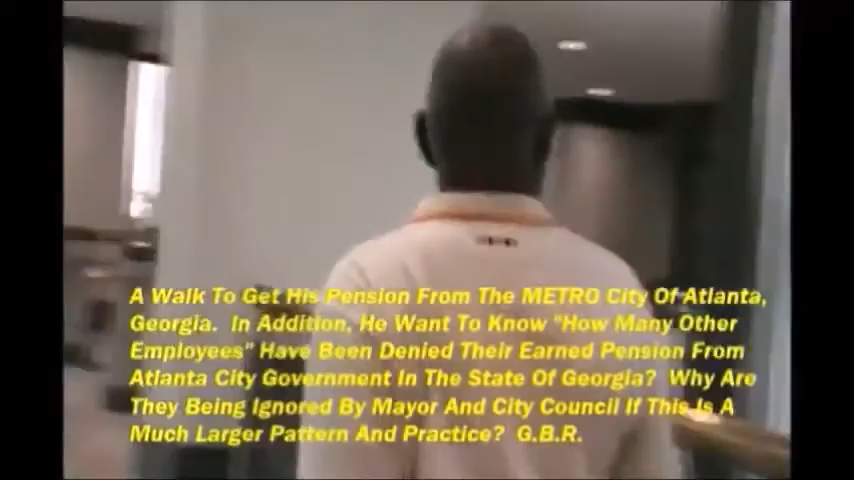 A Walk To Get His Pension From The METRO City Of Atlanta,
Georgia. In Addition, He Want To Know "How Many Other
Employees" Have Been Denied Their Earned Pension From
Atlanta City Government In The State Of Georgia? Why Are
They Being Ignored By Mayor And City Council If This Is A
Much Larger Pattern And Practice? G.B.R.